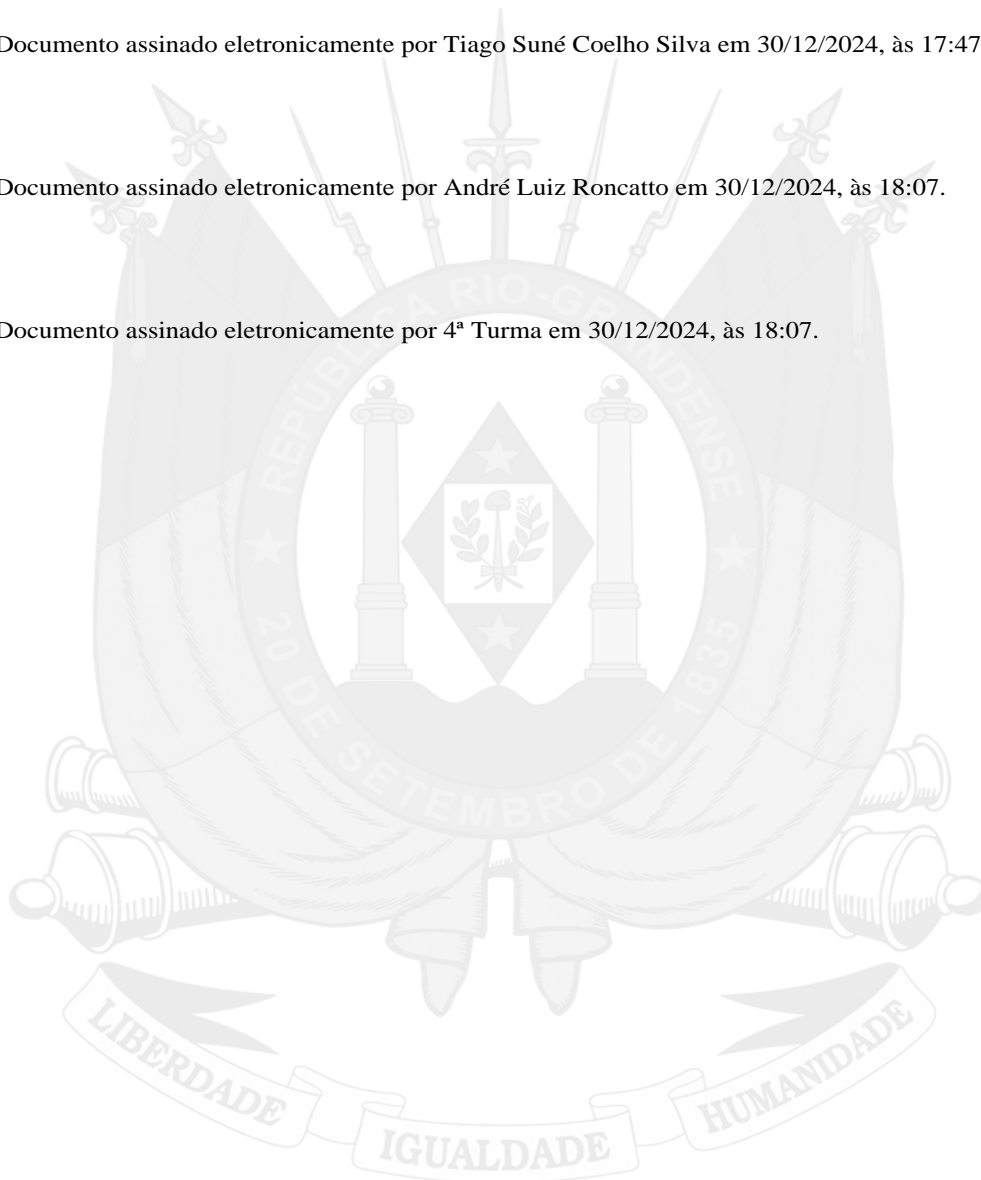 Documento assinado eletronicamente por Tiago Suné Coelho Silva em 30/12/2024, às 17:47
Documento assinado eletronicamente por André Luiz Roncatto em 30/12/2024, às 18:07.
Documento assinado eletronicamente por 4ª Turma em 30/12/2024, às 18:07.
REPÚBLICA RIO-GRANDENSE
★ 20 DE SETEMBRO DE 1835 ★
LIBERDADE
IGUALDADE
HUMANIDADE